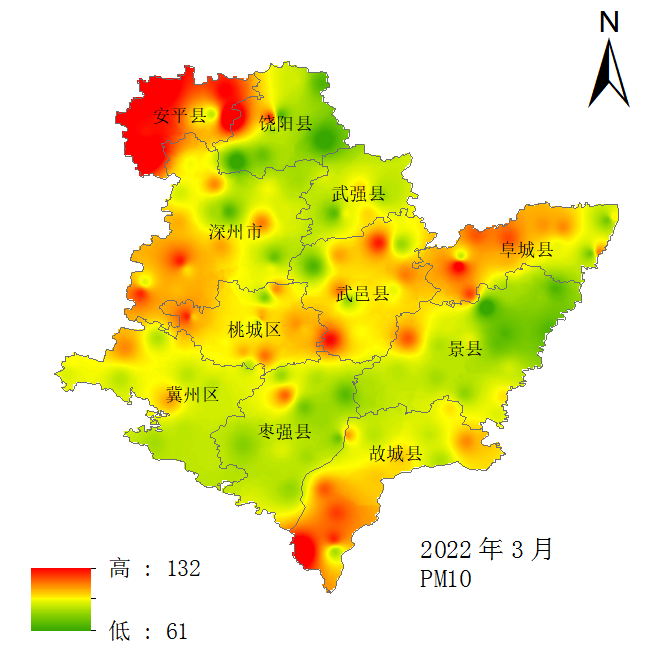 N
安平县
饶阳县
武强县
深州市
阜城县
武邑县
桃城区
景县
冀州区
枣强县
故城县
2022 年 3 月
PM10
高 : 132
低 : 61